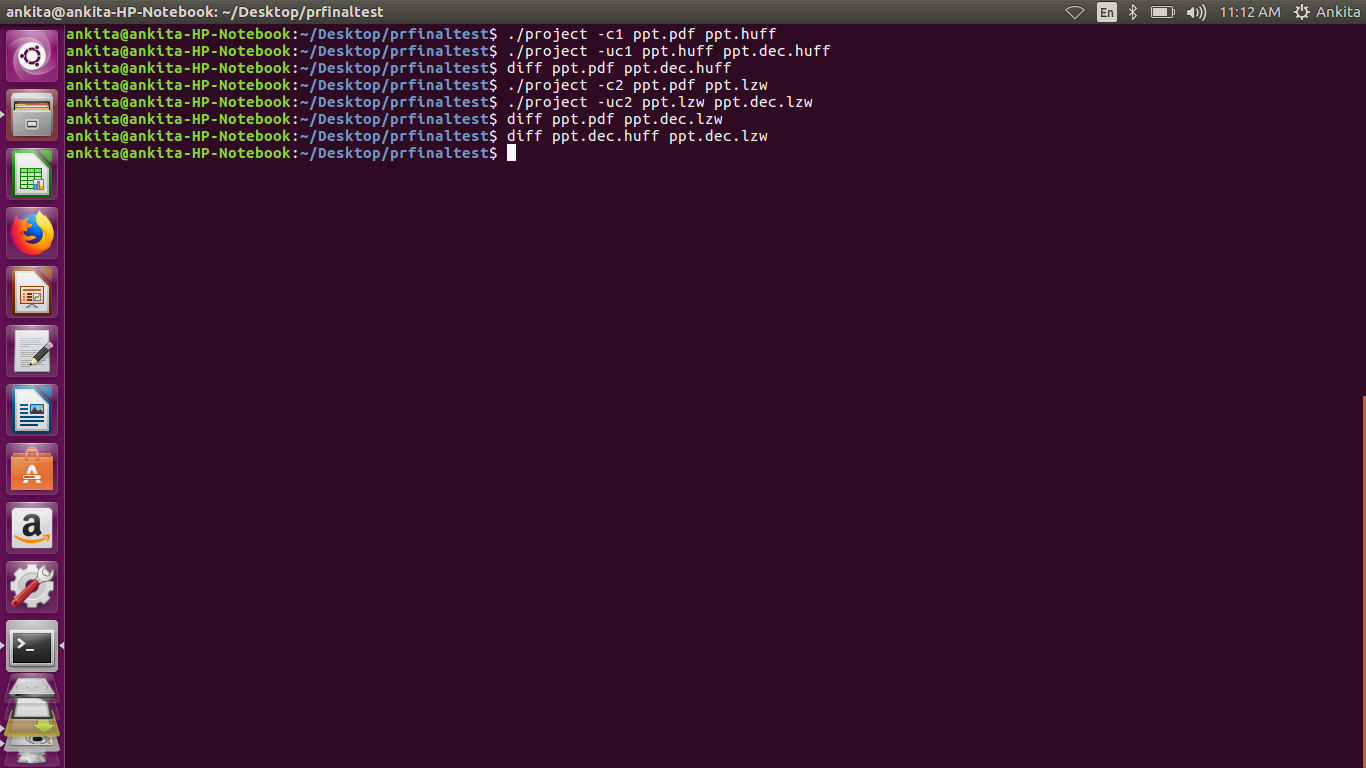 ankita@ankita-HP-Notebook: ~/Desktop/prfinaltest En 11:12 AM Ankita
ankita@ankita-HP-Notebook:~/Desktop/prfinaltest$ ./project -c1 ppt.pdf ppt.huff
ankita@ankita-HP-Notebook:~/Desktop/prfinaltest$ ./project -uc1 ppt.huff ppt.dec.huff
ankita@ankita-HP-Notebook:~/Desktop/prfinaltest$ diff ppt.pdf ppt.dec.huff
ankita@ankita-HP-Notebook:~/Desktop/prfinaltest$ ./project -c2 ppt.pdf ppt.lzw
ankita@ankita-HP-Notebook:~/Desktop/prfinaltest$ ./project -uc2 ppt.lzw ppt.dec.lzw
ankita@ankita-HP-Notebook:~/Desktop/prfinaltest$ diff ppt.pdf ppt.dec.lzw
ankita@ankita-HP-Notebook:~/Desktop/prfinaltest$ diff ppt.dec.huff ppt.dec.lzw
ankita@ankita-HP-Notebook:~/Desktop/prfinaltest$